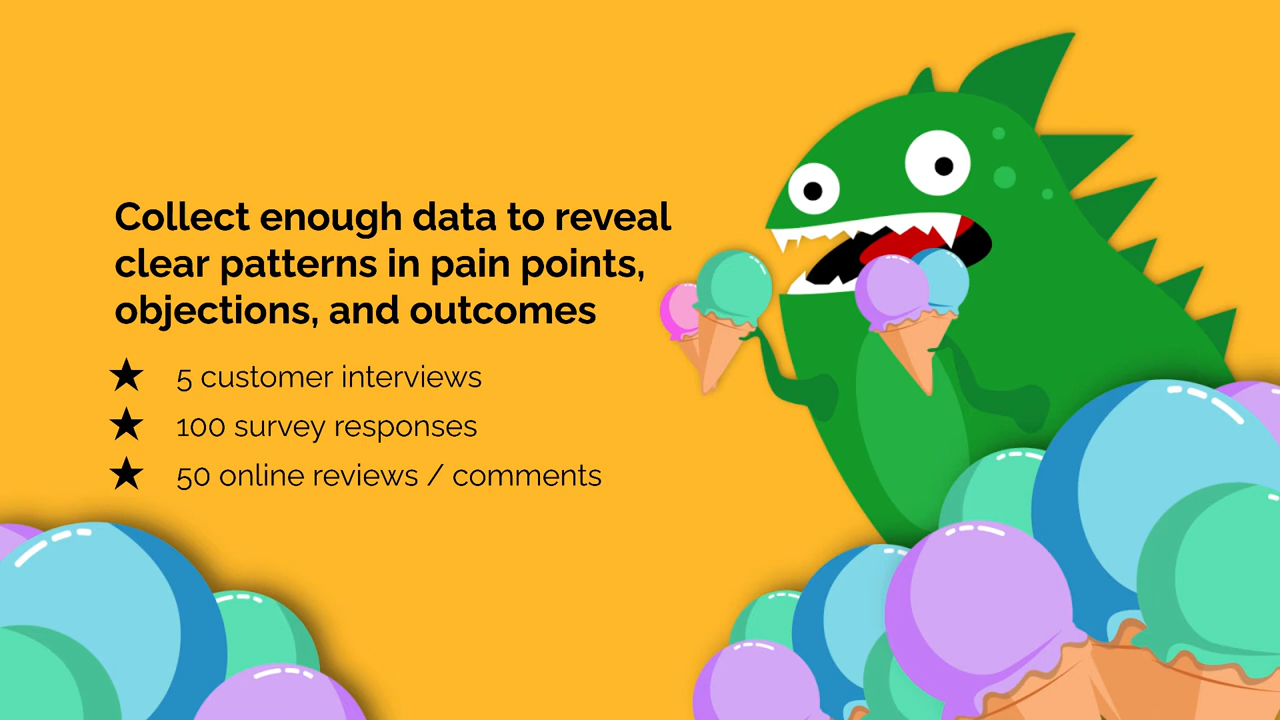 Collect enough data to reveal
clear patterns in pain points,
objections, and outcomes
★ 5 customer interviews
★ 100 survey responses
★ 50 online reviews / comments